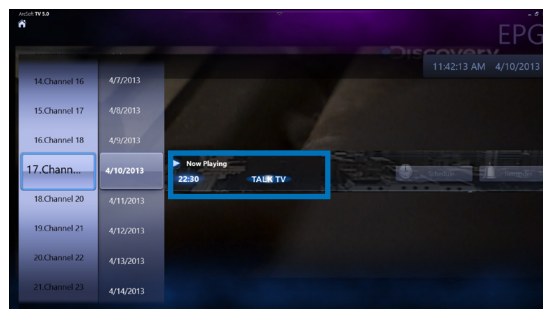 ArcSoft TV 5.0
EPG
Discovery
11:42:13 AM 4/10/2013
14.Channel 16 4/7/2013
15.Channel 17 4/8/2013
16.Channel 18 4/9/2013
17.Chann... 4/10/2013
Now Playing
22:30 TALK TV
Schedule
18.Channel 20 4/11/2013
19.Channel 21 4/12/2013
20.Channel 22 4/13/2013
21.Channel 23 4/14/2013